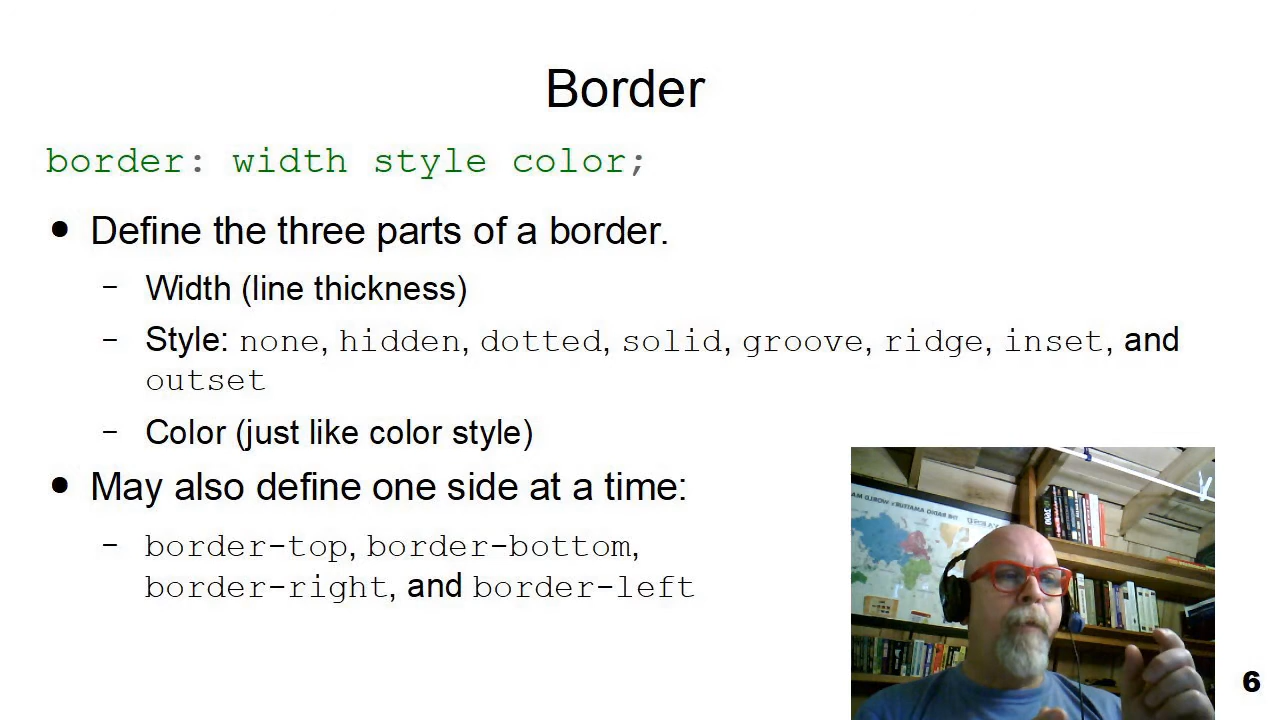 Border
border: width style color;
● Define the three parts of a border.
– Width (line thickness)
– Style: none, hidden, dotted, solid, groove, ridge, inset, and
outset
– Color (just like color style)
● May also define one side at a time:
– border-top, border-bottom,
border-right, and border-left
6